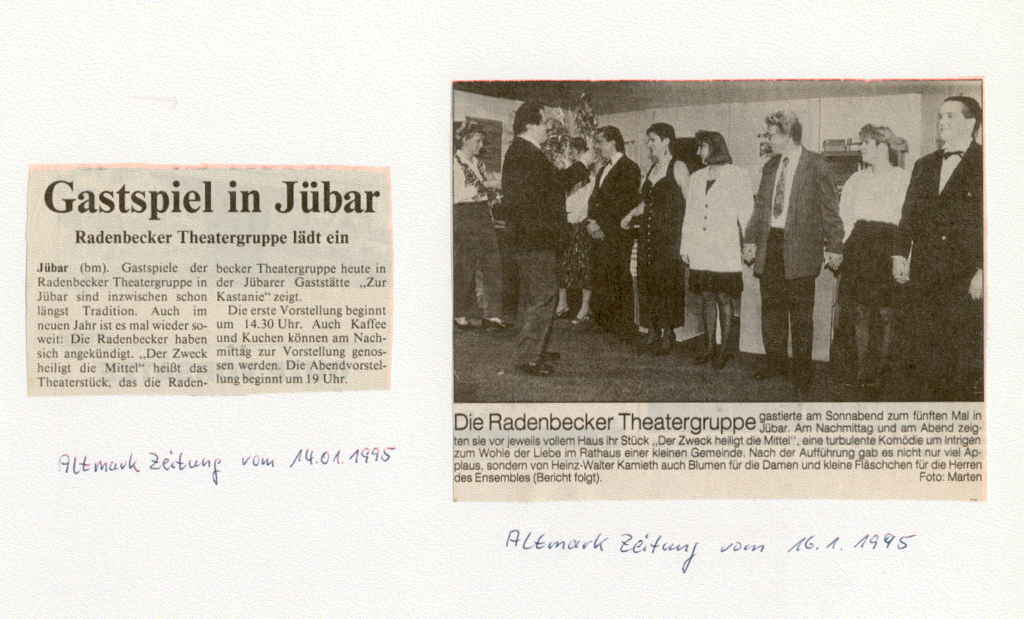 Gastspiel in Jübar
Radenbecker Theatergruppe lädt ein
Jübar (bm). Gastspiele der
Radenbecker Theatergruppe in
Jübar sind inzwischen schon
längst Tradition. Auch im
neuen Jahr ist es mal wieder so-
weit: Die Radenbecker haben
sich angekündigt. „Der Zweck
heiligt die Mittel“ heißt das
Theaterstück, das die Raden-
becker Theatergruppe heute in
der Jübarer Gaststätte „Zur
Kastanie“ zeigt.
Die erste Vorstellung beginnt
um 14.30 Uhr. Auch Kaffee
und Kuchen können am Nach-
mittag zur Vorstellung genos-
sen werden. Die Abendvorstel-
lung beginnt um 19 Uhr.
Altmark Zeitung vom 14.01.1995
Die Radenbecker Theatergruppe gastierte am Sonnabend zum fünften Mal in
Jübar. Am Nachmittag und am Abend zeig-
ten sie vor jeweils vollem Haus ihr Stück „Der Zweck heiligt die Mittel“, eine turbulente Komödie um Intrigen
zum Wohle der Liebe im Rathaus einer kleinen Gemeinde. Nach der Aufführung gab es nicht nur viel Ap-
plaus, sondern von Heinz-Walter Kamieth auch Blumen für die Damen und kleine Fläschchen für die Herren
des Ensembles (Bericht folgt). Foto: Marten
Altmark Zeitung vom 16.1.1995